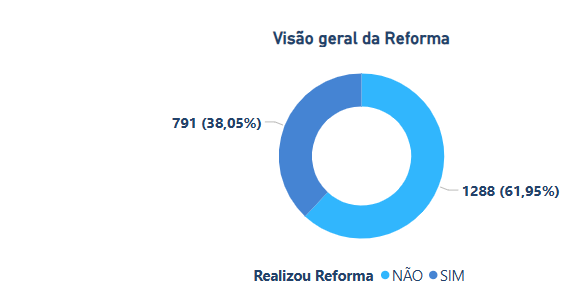 Visão geral da Reforma
791 (38,05%)
1288 (61,95%)
Realizou Reforma NÃO SIM